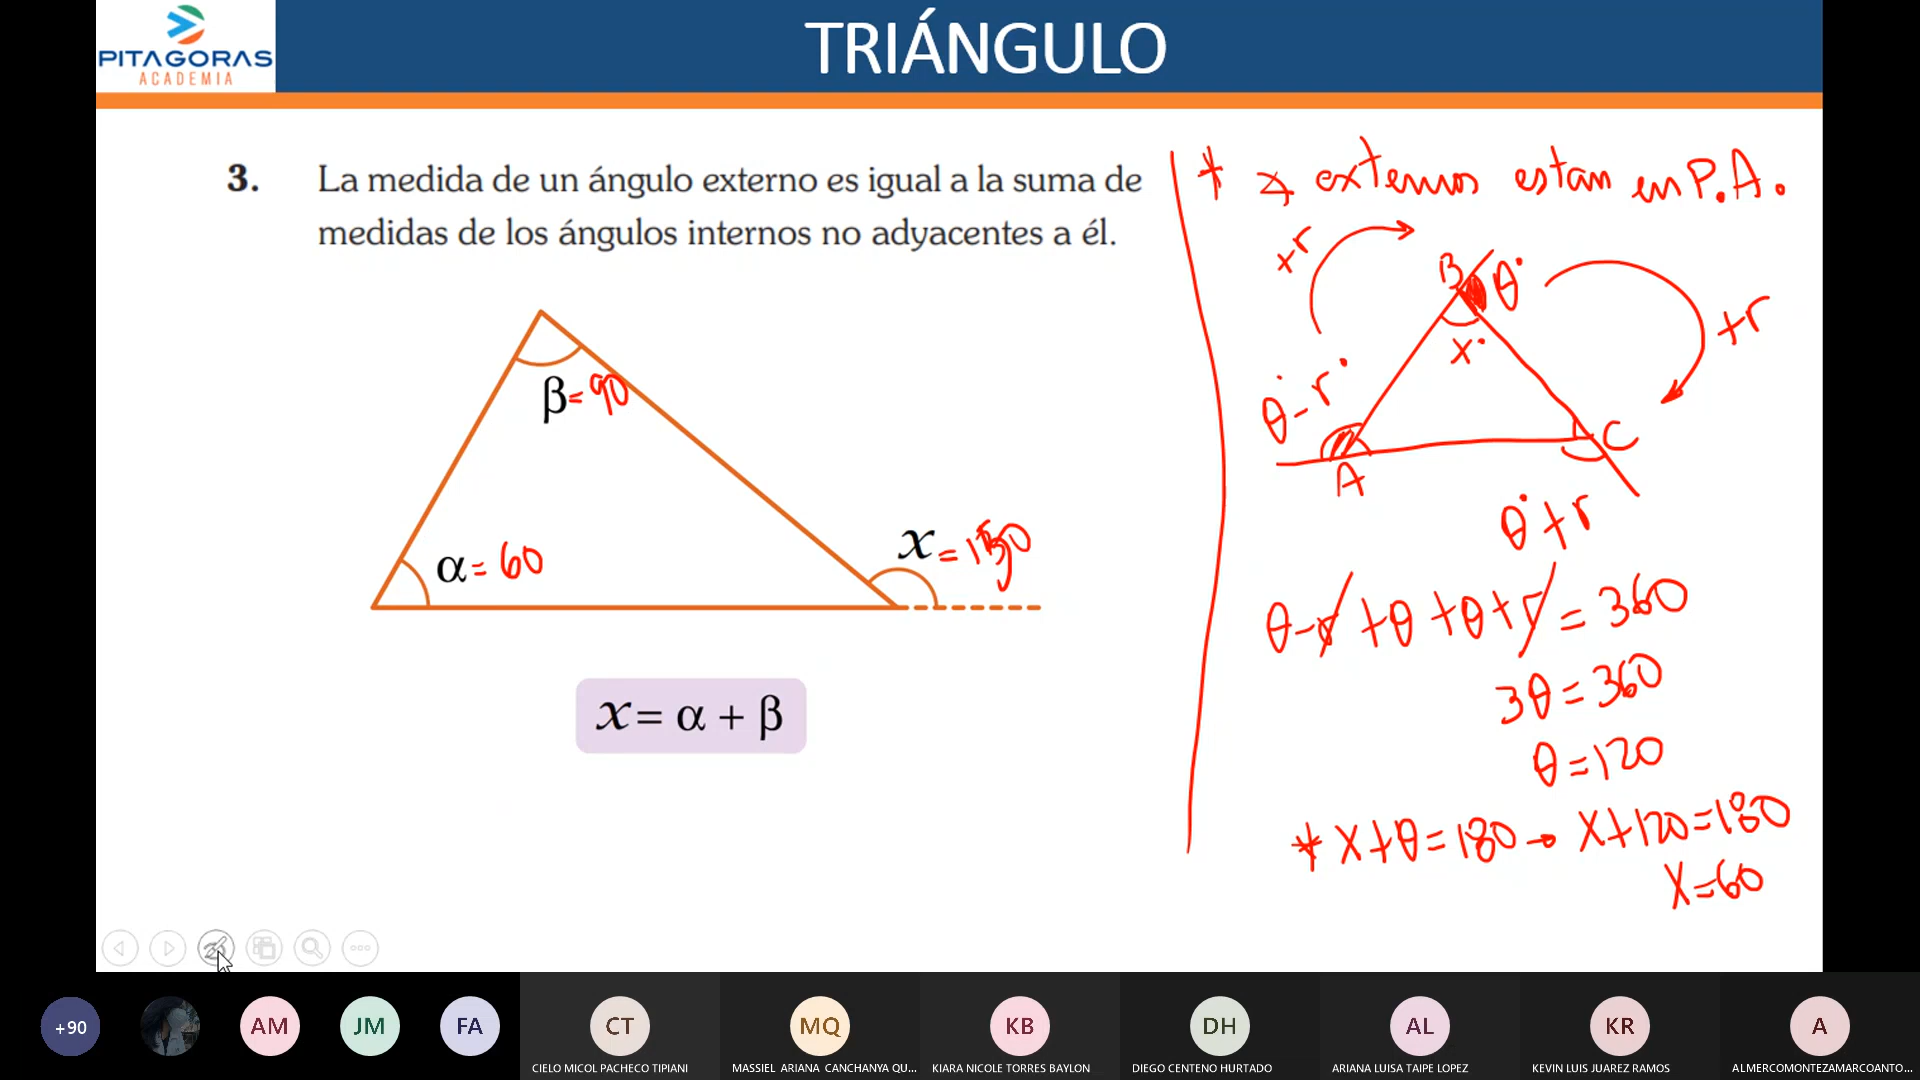 PITAGORAS
ACADEMIA
TRIÁNGULO
3. La medida de un ángulo externo es igual a la suma de
medidas de los ángulos internos no adyacentes a él.
β=90
α=60
x=150
x=α+β
* ∡ externos estan en P.A.
+r
B
θ°
+r
x°
θ°-r°
C
A
θ°+r
θ-r+θ+θ+r=360
3θ=360
θ=120
* x+θ=180→ x+120=180
x=60
+90
AM
JM
FA
CT
MQ
KB
DH
AL
KR
A
CIELO MICOL PACHECO TIPIANI
MASSIEL ARIANA CANCHANYA QU...
KIARA NICOLE TORRES BAYLON
DIEGO CENTENO HURTADO
ARIANA LUISA TAIPE LOPEZ
KEVIN LUIS JUAREZ RAMOS
ALMERCOMONTEZAMARCOANTO...